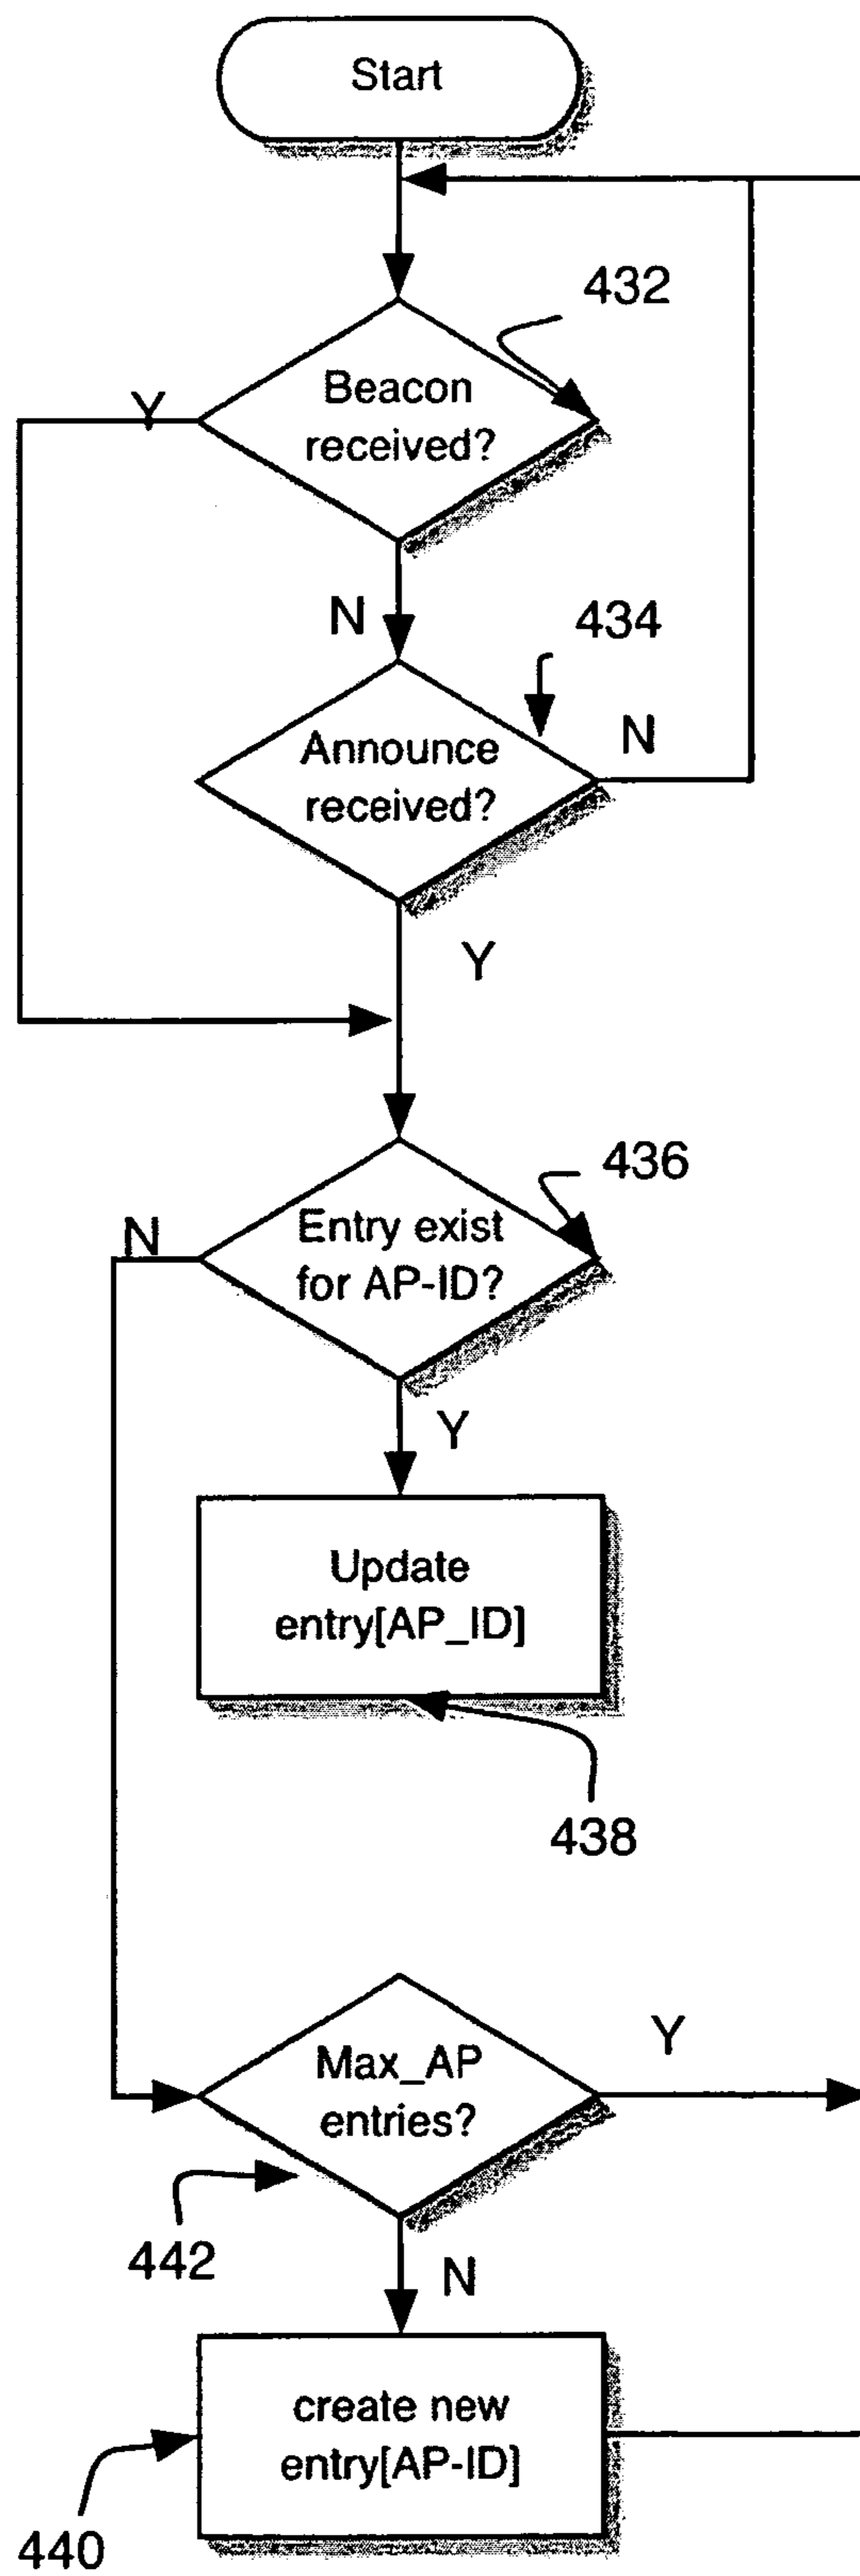 Start
432
Y
Beacon
received?
N
434
Announce
received?
N
Y
436
N
Entry exist
for AP-ID?
Y
Update
entry[AP_ID]
438
Y
Max_AP
entries?
442
N
create new
entry[AP-ID]
440